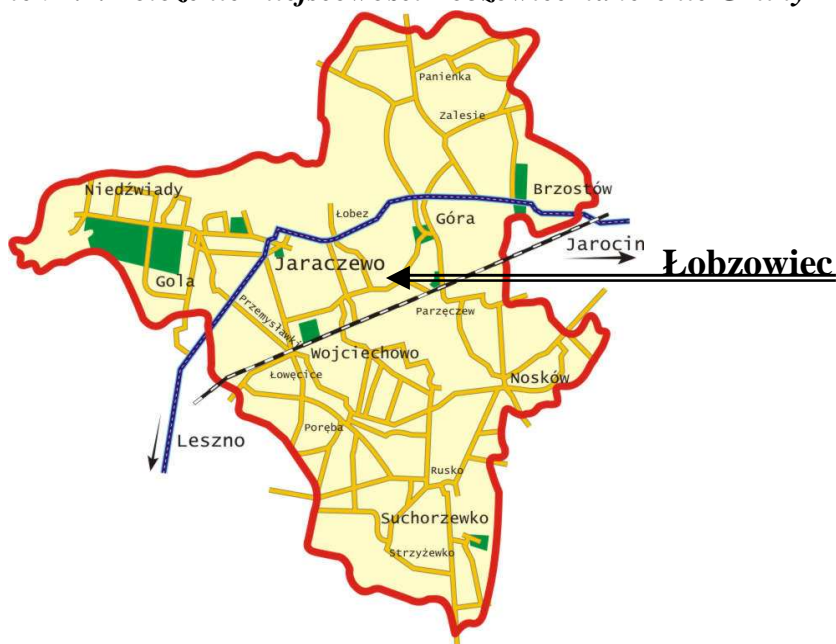 Panienka
Zalesie
Niedźwiady
Brzostów
Łobez
Góra
Jarocin
Jaraczewo
Łobzowiec
Gola
Przemysławki
Parzęczew
Wojciechowo
Łowęcice
Nosków
Poręba
Leszno
Rusko
Suchorzewko
Strzyżewko